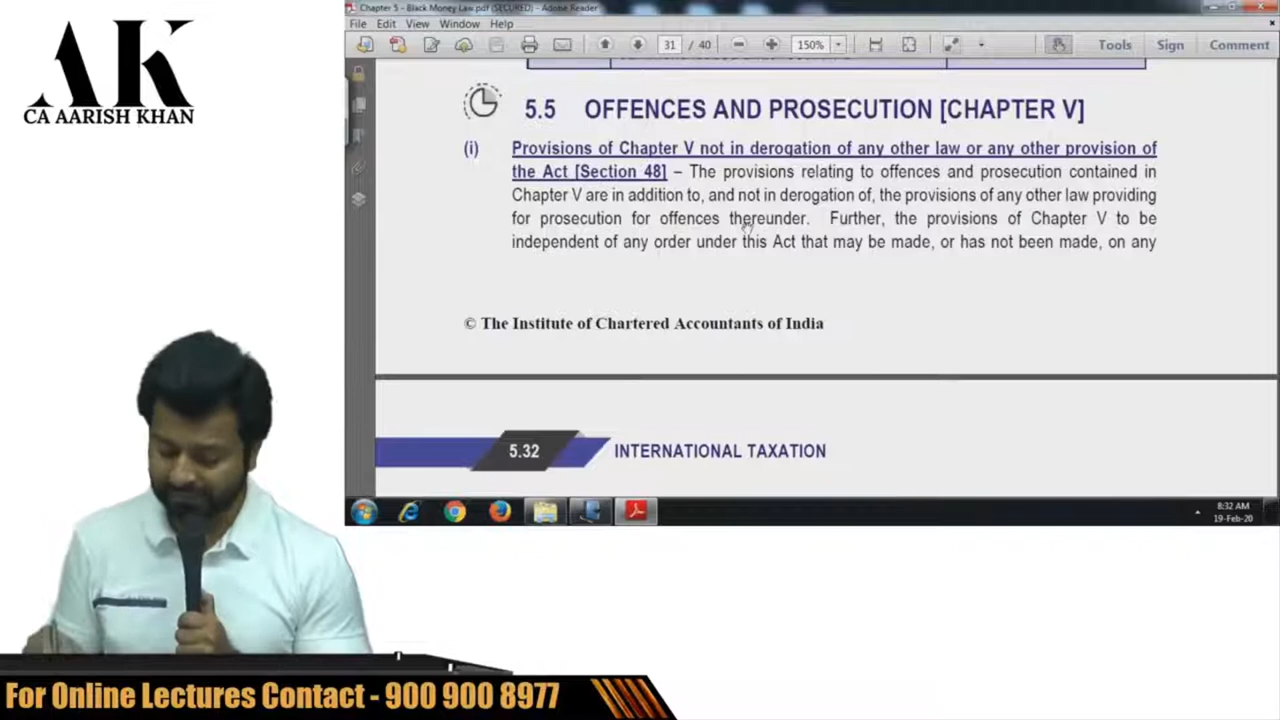 AK
CA AARISH KHAN
Chapter 5 - Black Money Law.pdf (SECURED) - Adobe Reader
File Edit View Window Help
31 / 40 150% Tools Sign Comment
5.5 OFFENCES AND PROSECUTION [CHAPTER V]
(i) Provisions of Chapter V not in derogation of any other law or any other provision of
the Act [Section 48] – The provisions relating to offences and prosecution contained in
Chapter V are in addition to, and not in derogation of, the provisions of any other law providing
for prosecution for offences thereunder. Further, the provisions of Chapter V to be
independent of any order under this Act that may be made, or has not been made, on any
© The Institute of Chartered Accountants of India
5.32 INTERNATIONAL TAXATION
8:32 AM
19-Feb-20
For Online Lectures Contact - 900 900 8977